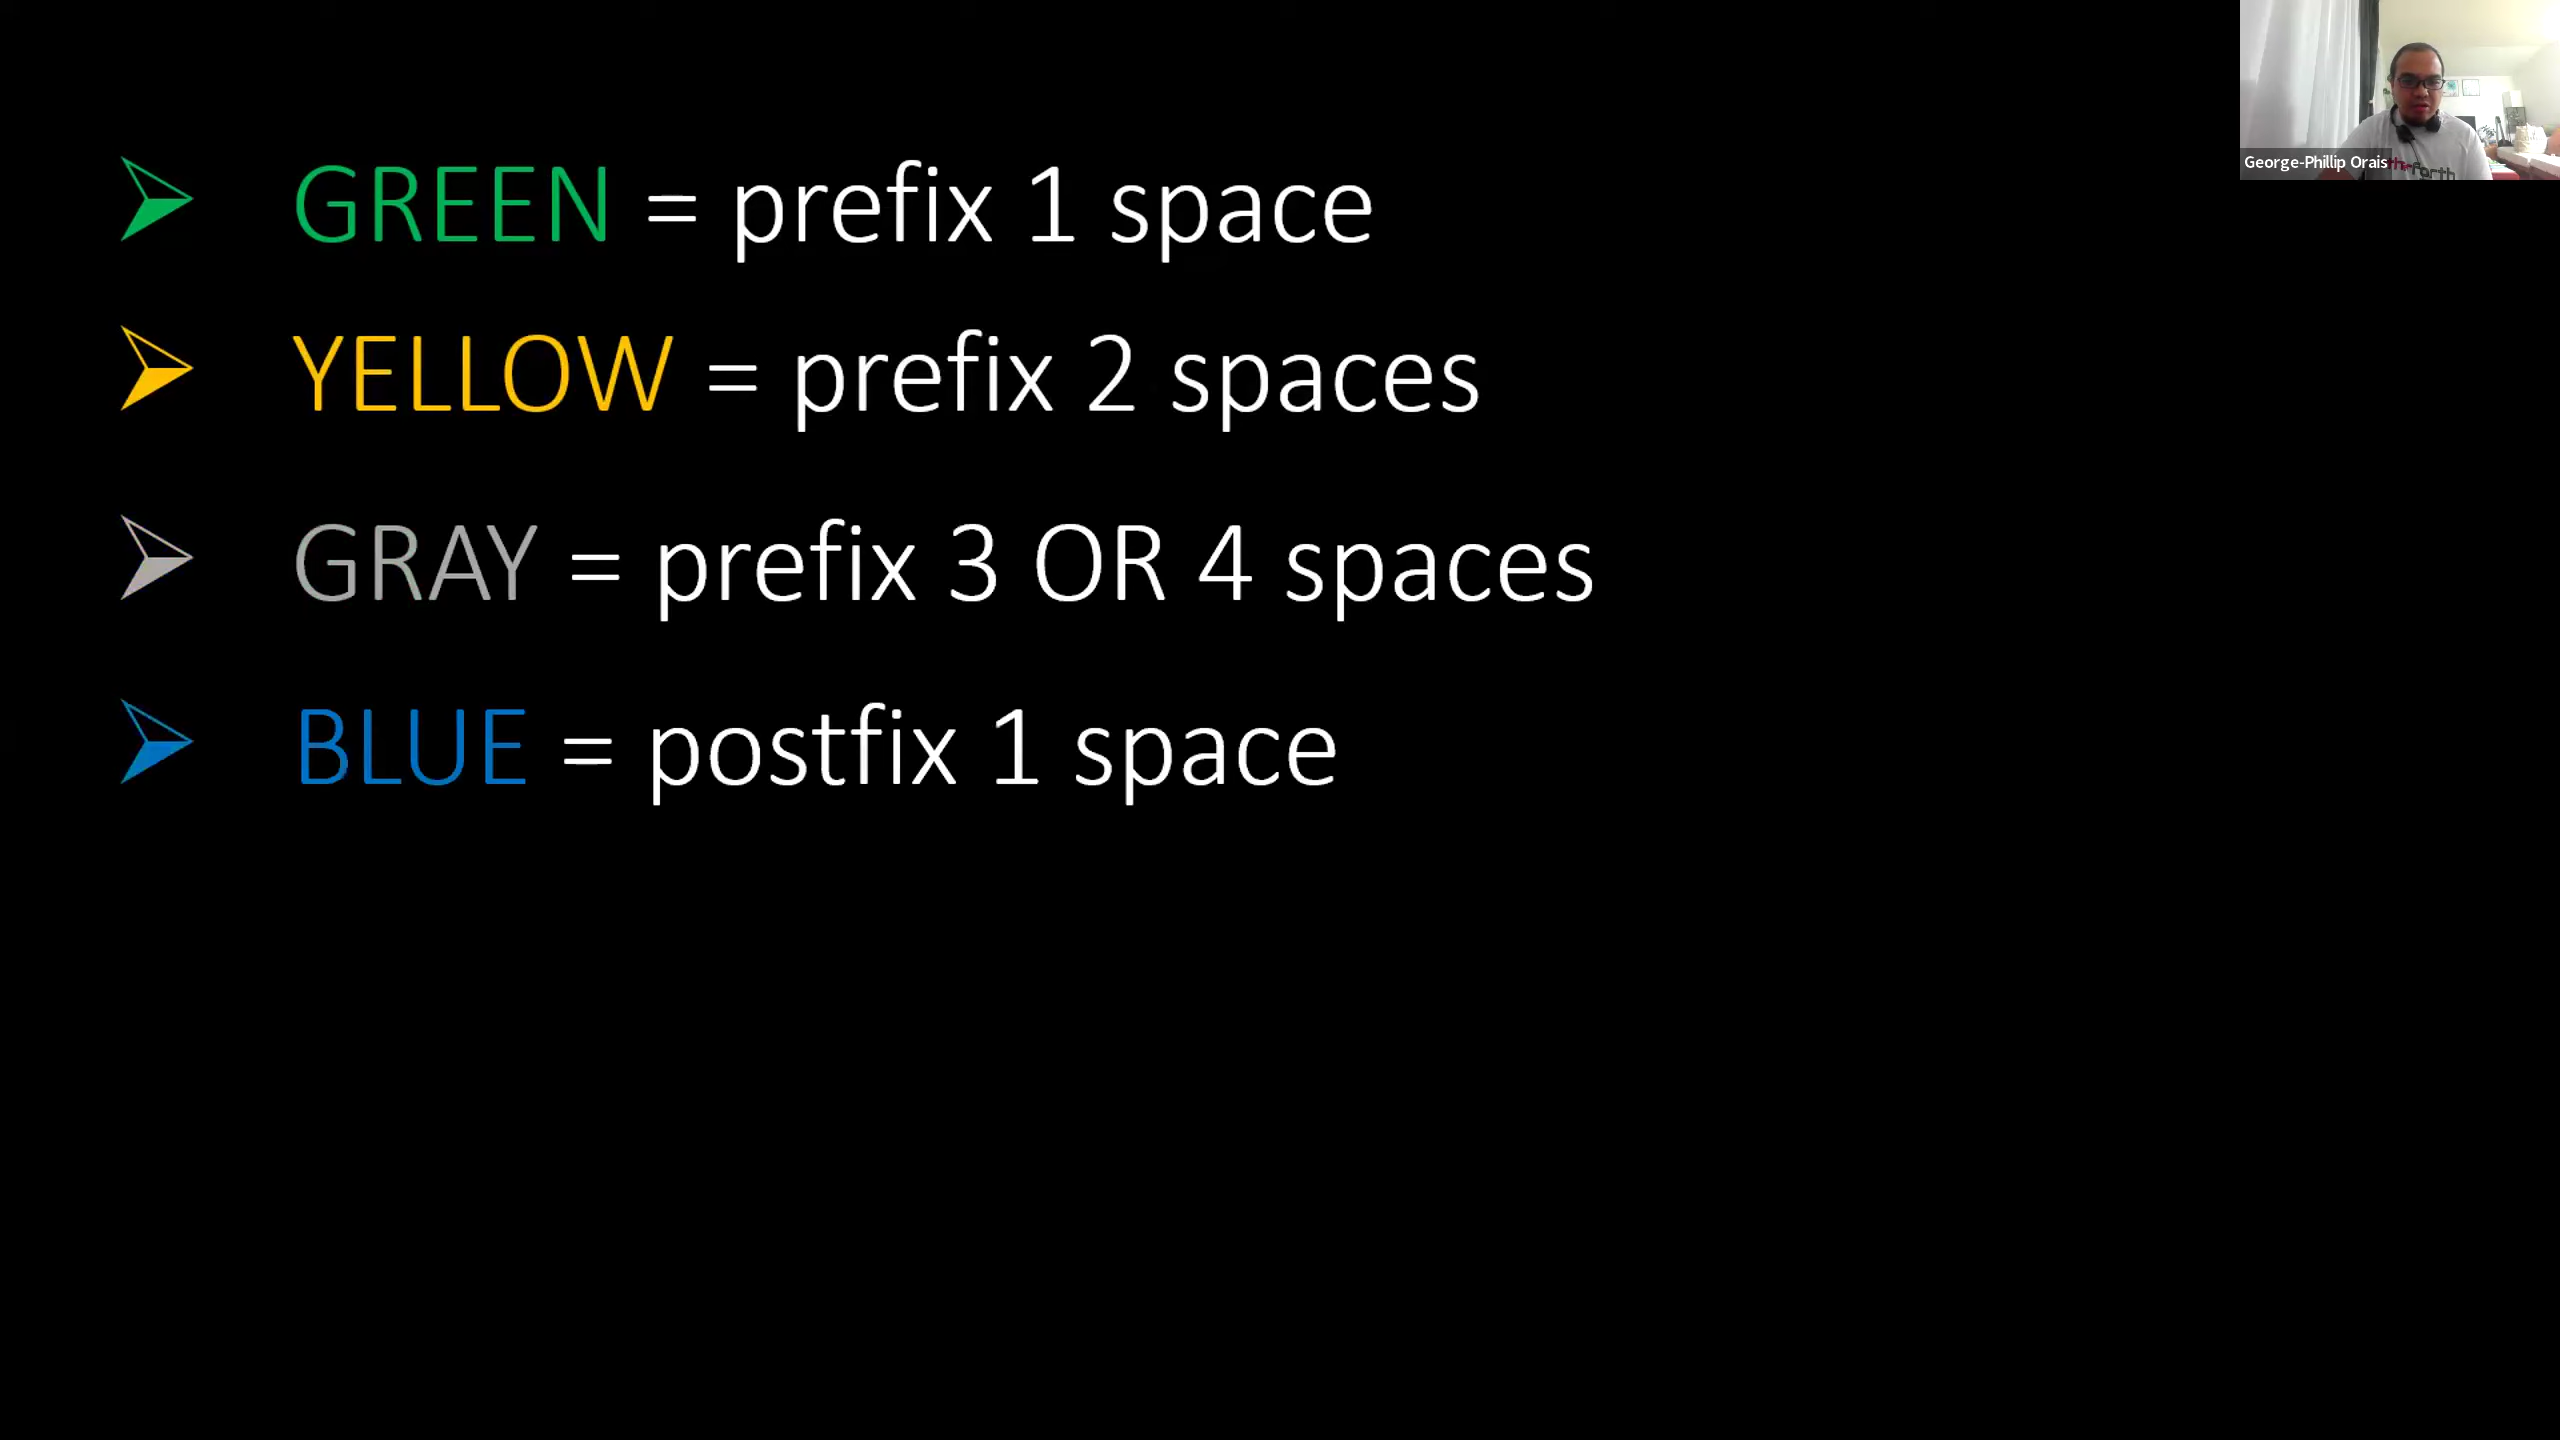 GREEN = prefix 1 space
YELLOW = prefix 2 spaces
GRAY = prefix 3 OR 4 spaces
BLUE = postfix 1 space
George-Phillip Orais
forth